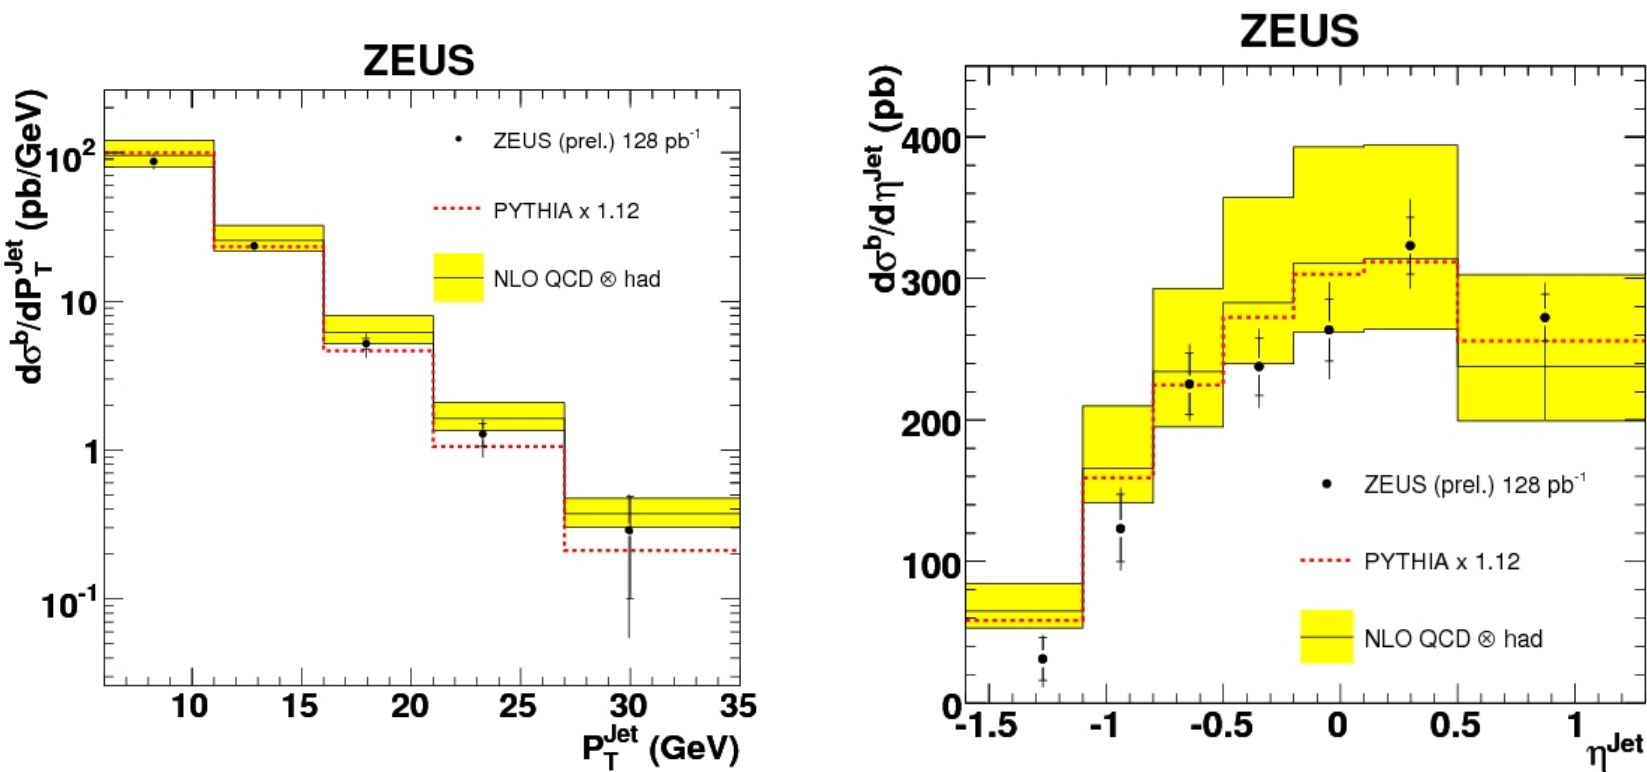 ZEUS
dσᵇ/dP_T^Jet (pb/GeV)
10²
10
1
10⁻¹
ZEUS (prel.) 128 pb⁻¹
PYTHIA x 1.12
NLO QCD ⊗ had
10 15 20 25 30 35
P_T^Jet (GeV)
ZEUS
dσᵇ/dη^Jet (pb)
400
300
200
100
0
ZEUS (prel.) 128 pb⁻¹
PYTHIA x 1.12
NLO QCD ⊗ had
-1.5 -1 -0.5 0 0.5 1
η^Jet